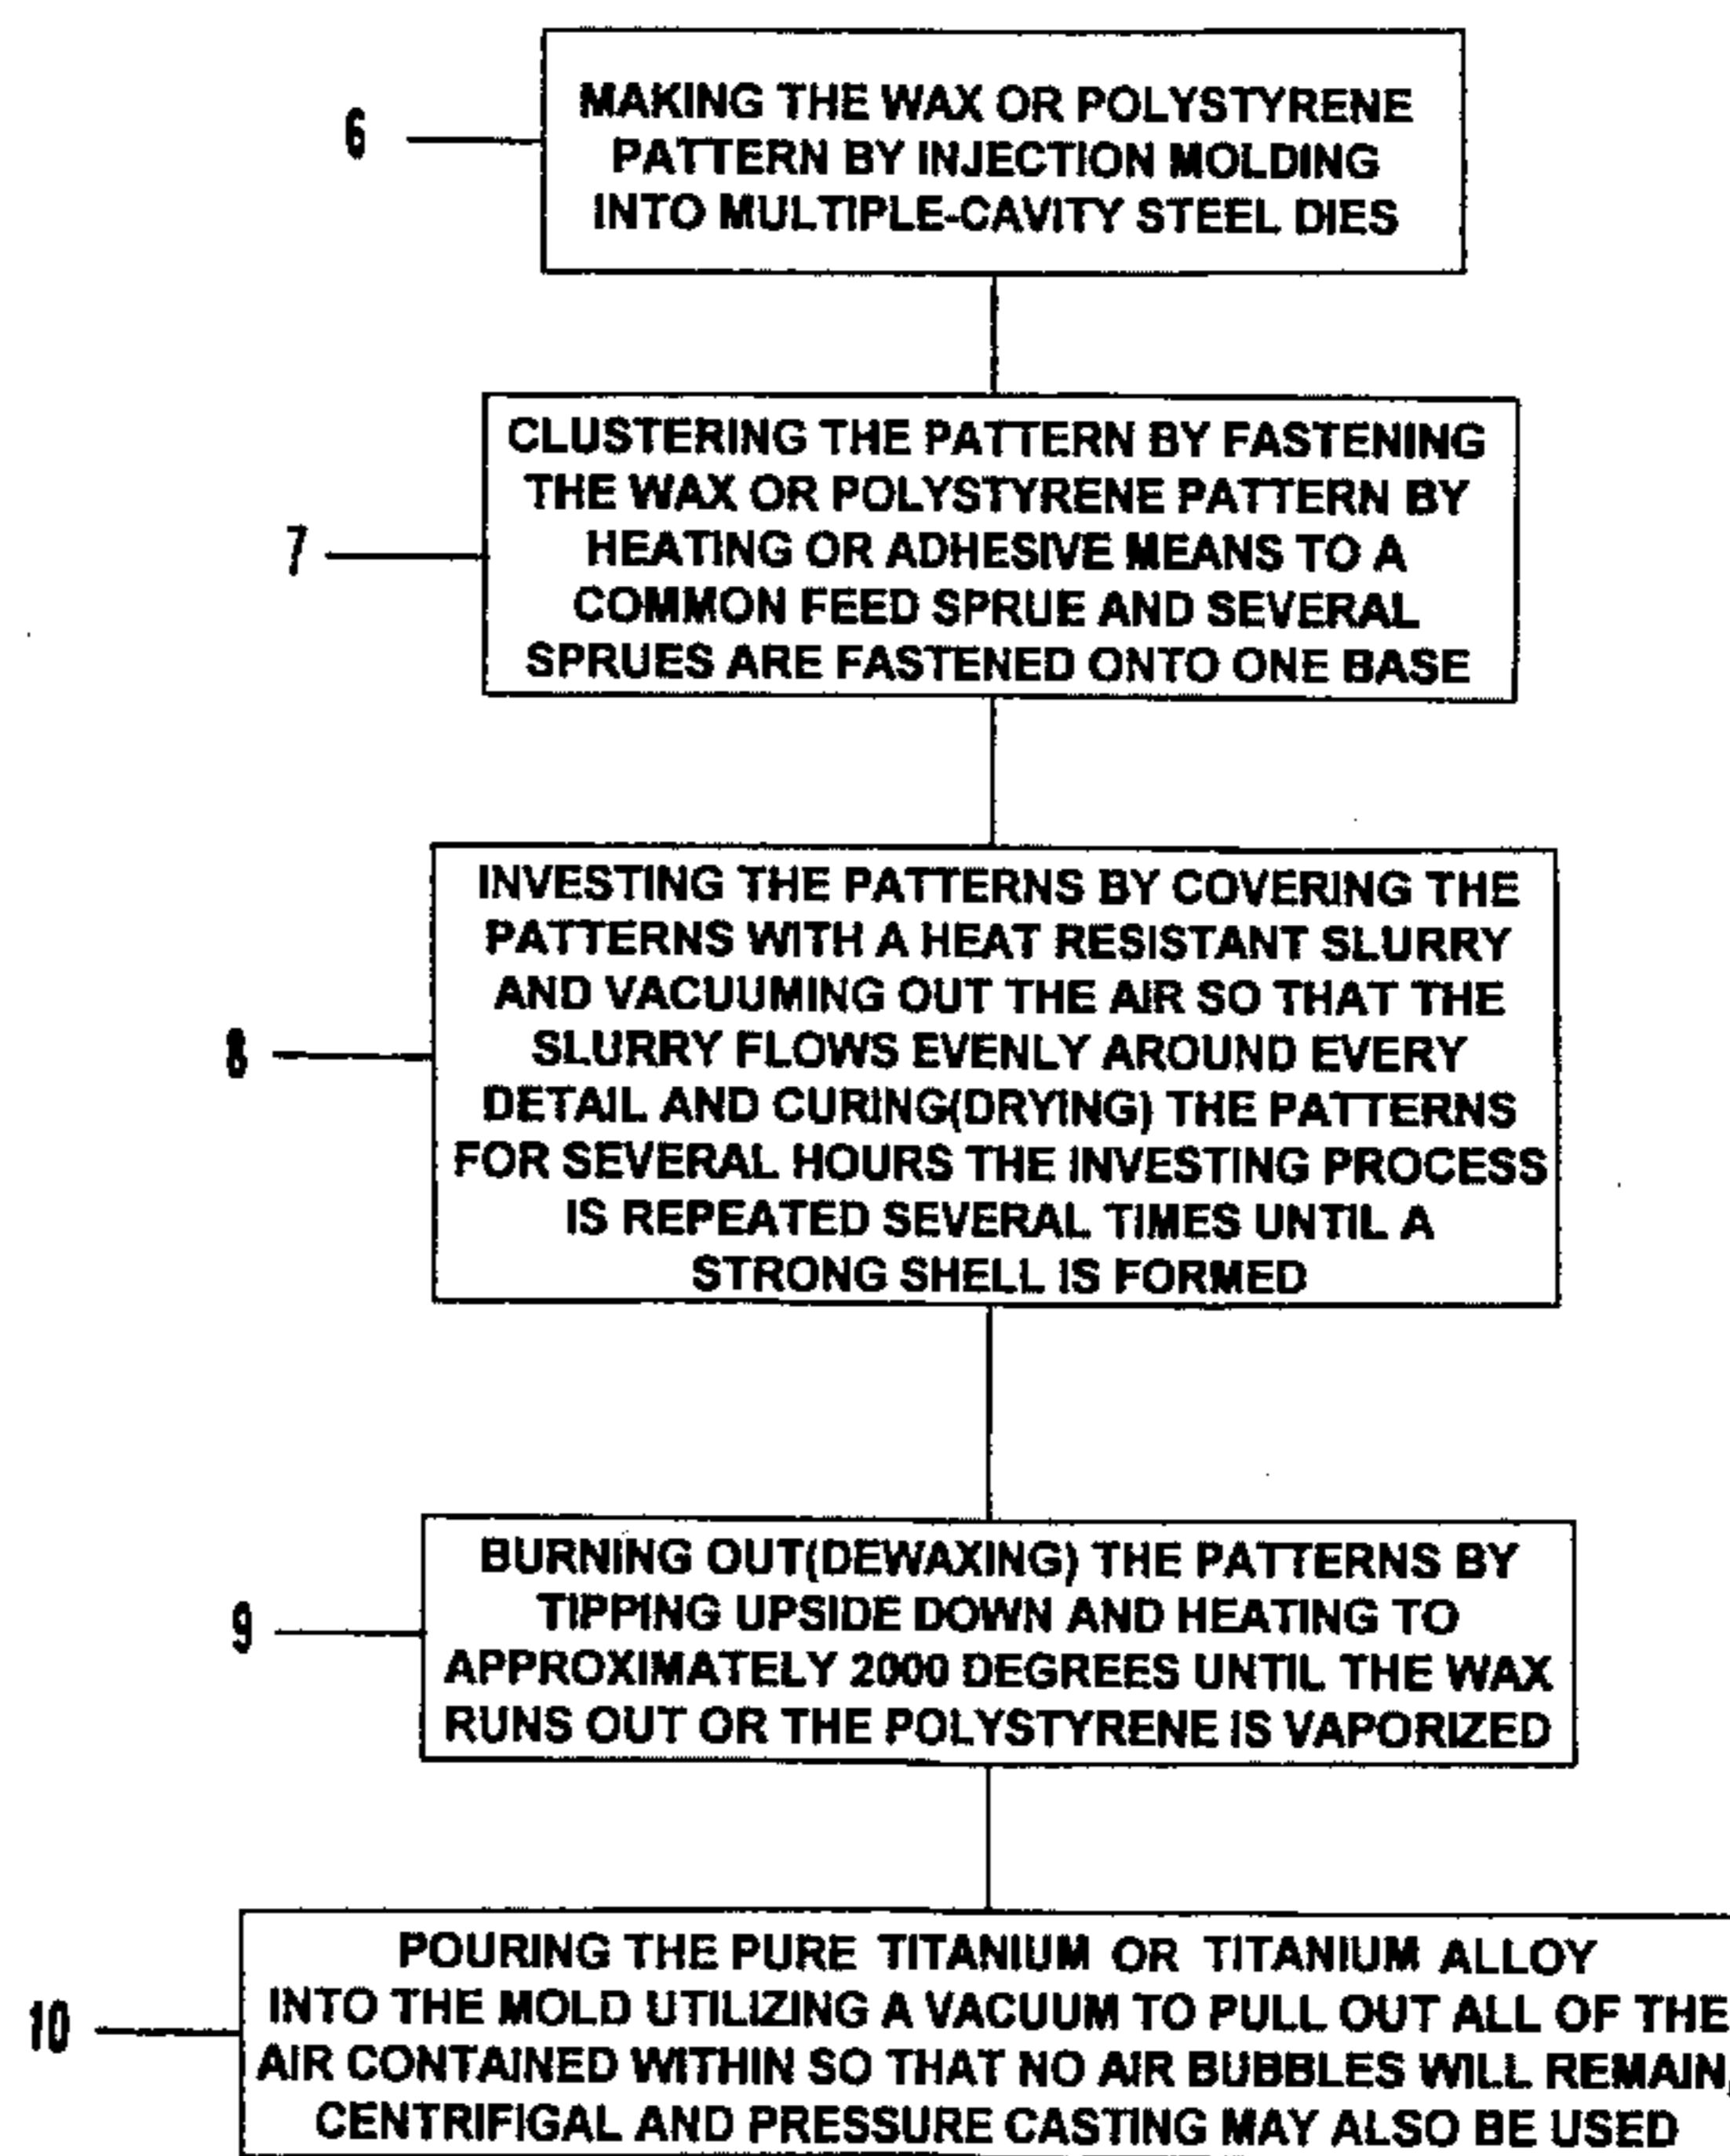 6
MAKING THE WAX OR POLYSTYRENE
PATTERN BY INJECTION MOLDING
INTO MULTIPLE-CAVITY STEEL DIES
7
CLUSTERING THE PATTERN BY FASTENING
THE WAX OR POLYSTYRENE PATTERN BY
HEATING OR ADHESIVE MEANS TO A
COMMON FEED SPRUE AND SEVERAL
SPRUES ARE FASTENED ONTO ONE BASE
8
INVESTING THE PATTERNS BY COVERING THE
PATTERNS WITH A HEAT RESISTANT SLURRY
AND VACUUMING OUT THE AIR SO THAT THE
SLURRY FLOWS EVENLY AROUND EVERY
DETAIL AND CURING(DRYING) THE PATTERNS
FOR SEVERAL HOURS THE INVESTING PROCESS
IS REPEATED SEVERAL TIMES UNTIL A
STRONG SHELL IS FORMED
9
BURNING OUT(DEWAXING) THE PATTERNS BY
TIPPING UPSIDE DOWN AND HEATING TO
APPROXIMATELY 2000 DEGREES UNTIL THE WAX
RUNS OUT OR THE POLYSTYRENE IS VAPORIZED
10
POURING THE PURE TITANIUM OR TITANIUM ALLOY
INTO THE MOLD UTILIZING A VACUUM TO PULL OUT ALL OF THE
AIR CONTAINED WITHIN SO THAT NO AIR BUBBLES WILL REMAIN,
CENTRIFIGAL AND PRESSURE CASTING MAY ALSO BE USED